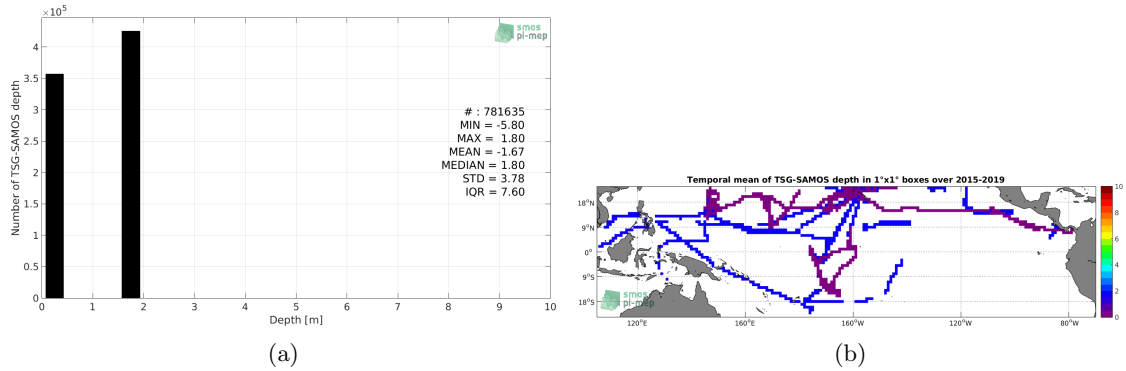 ×10⁵
smos
pi-mep
4
3.5
3
2.5
2
1.5
1
0.5
0
Number of TSG-SAMOS depth
# : 781635
MIN = -5.80
MAX = 1.80
MEAN = -1.67
MEDIAN = 1.80
STD = 3.78
IQR = 7.60
0 1 2 3 4 5 6 7 8 9 10
Depth [m]
(a)
Temporal mean of TSG-SAMOS depth in 1°x1° boxes over 2015-2019
18°N
9°N
0°
9°S
18°S
smos
pi-mep
120°E 160°E 160°W 120°W 80°W
10
8
6
4
2
0
(b)